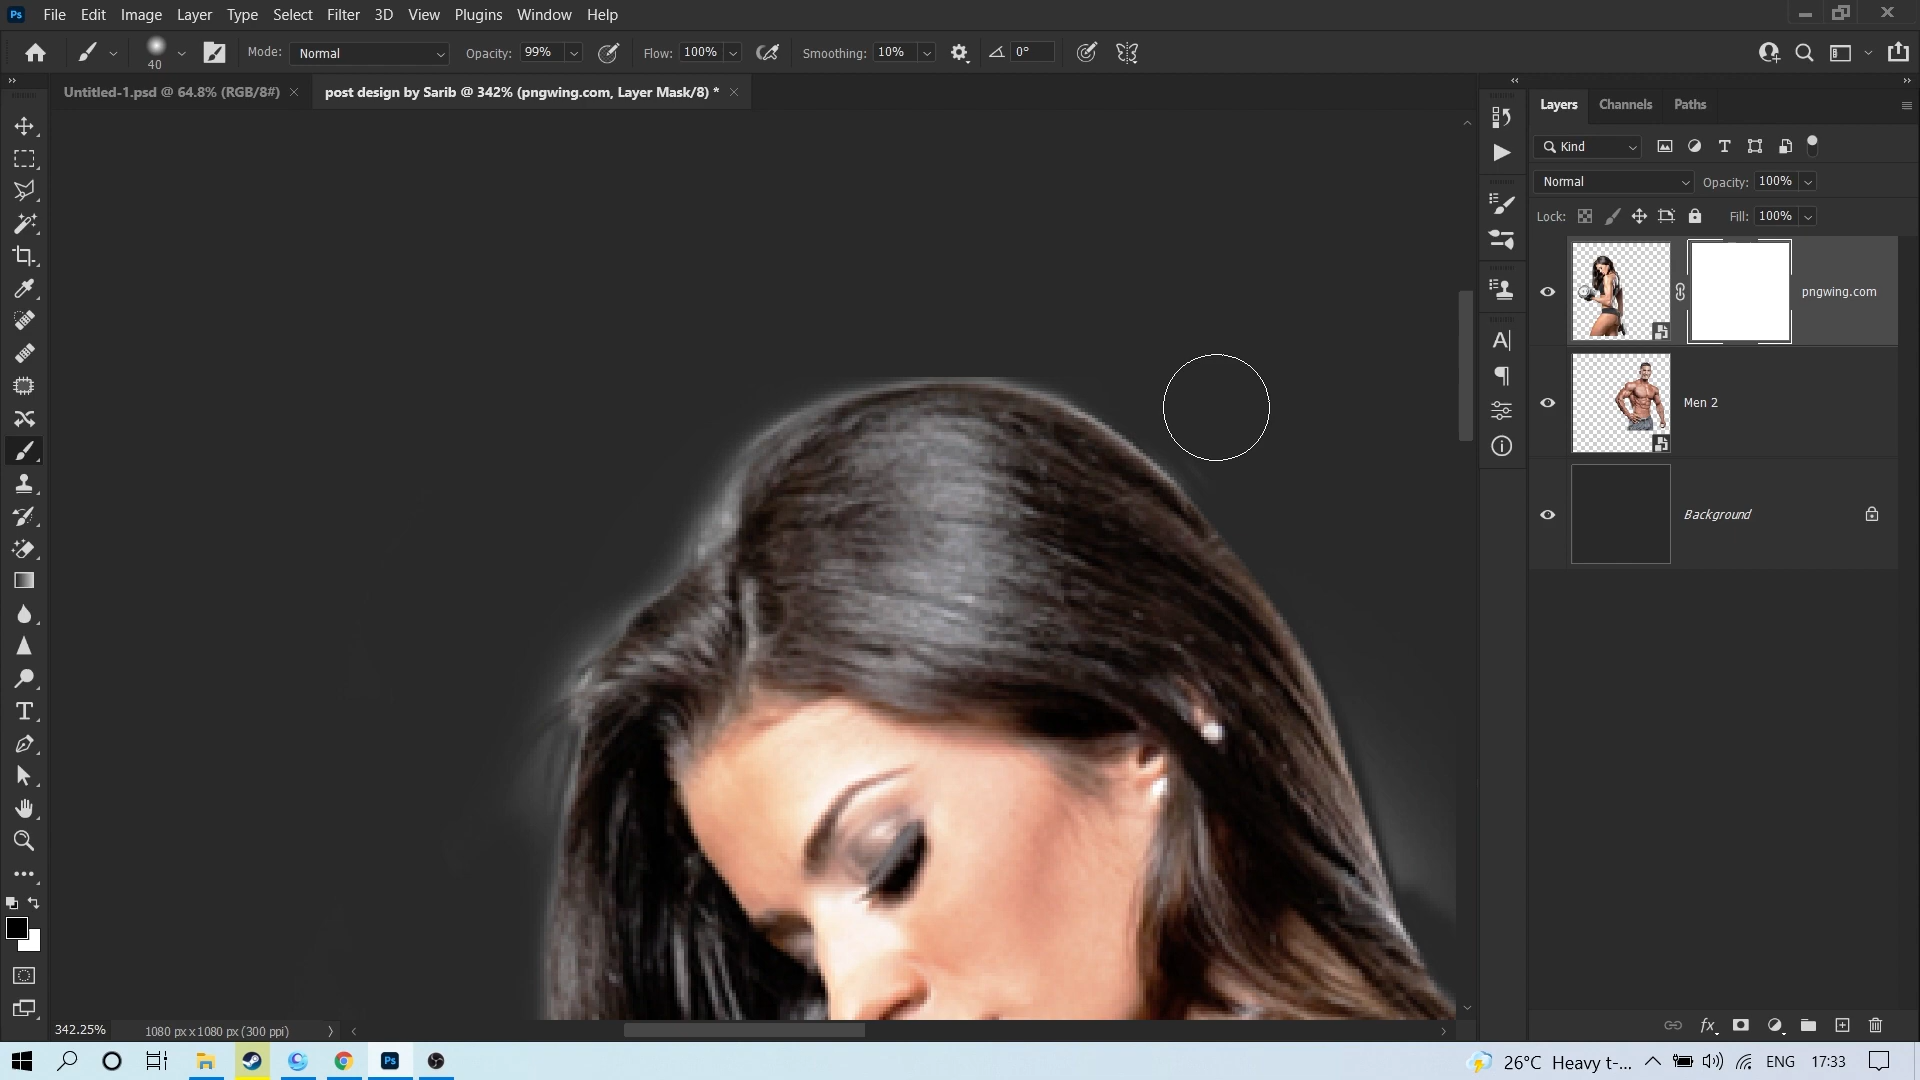 Ps File Edit Image Layer Type Select Filter 3D View Plugins Window Help
40 Mode: Normal Opacity: 99% Flow: 100% Smoothing: 10% 0°
Untitled-1.psd @ 64.8% (RGB/8#) post design by Sarib @ 342% (pngwing.com, Layer Mask/8) *
Layers Channels Paths
Kind
Normal Opacity: 100%
Lock: Fill: 100%
pngwing.com
Men 2
Background
342.25% 1080 px x 1080 px (300 ppi)
fx
Ps 26°C Heavy t-... ENG 17:33